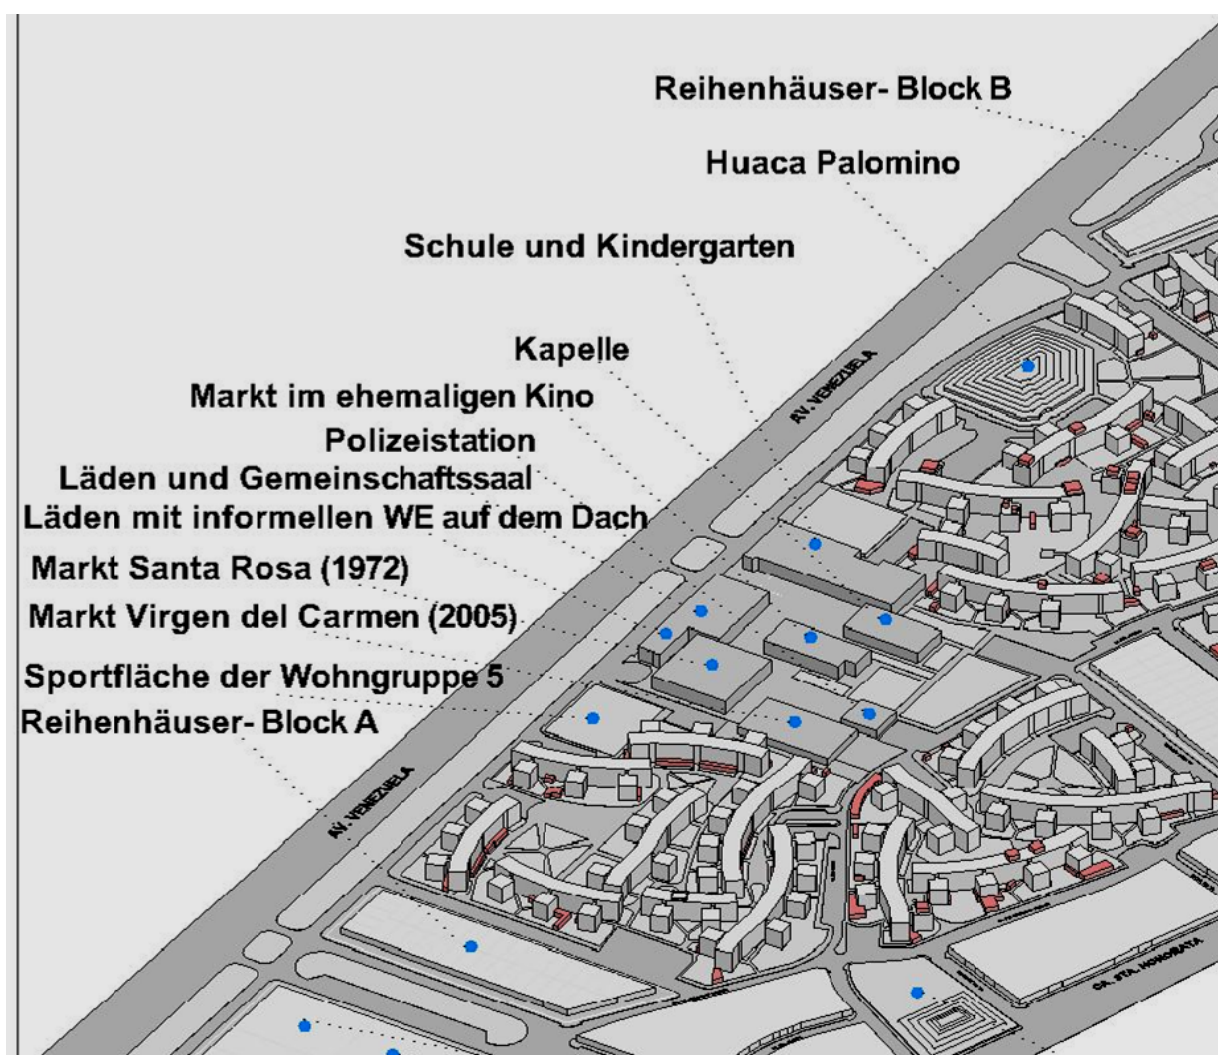 Reihenhäuser- Block B
Huaca Palomino
Schule und Kindergarten
Kapelle
Markt im ehemaligen Kino
Polizeistation
Läden und Gemeinschaftssaal
Läden mit informellen WE auf dem Dach
Markt Santa Rosa (1972)
Markt Virgen del Carmen (2005)
Sportfläche der Wohngruppe 5
Reihenhäuser- Block A
AV. VENEZUELA
AV. VENEZUELA
CA. STA. HONORATA